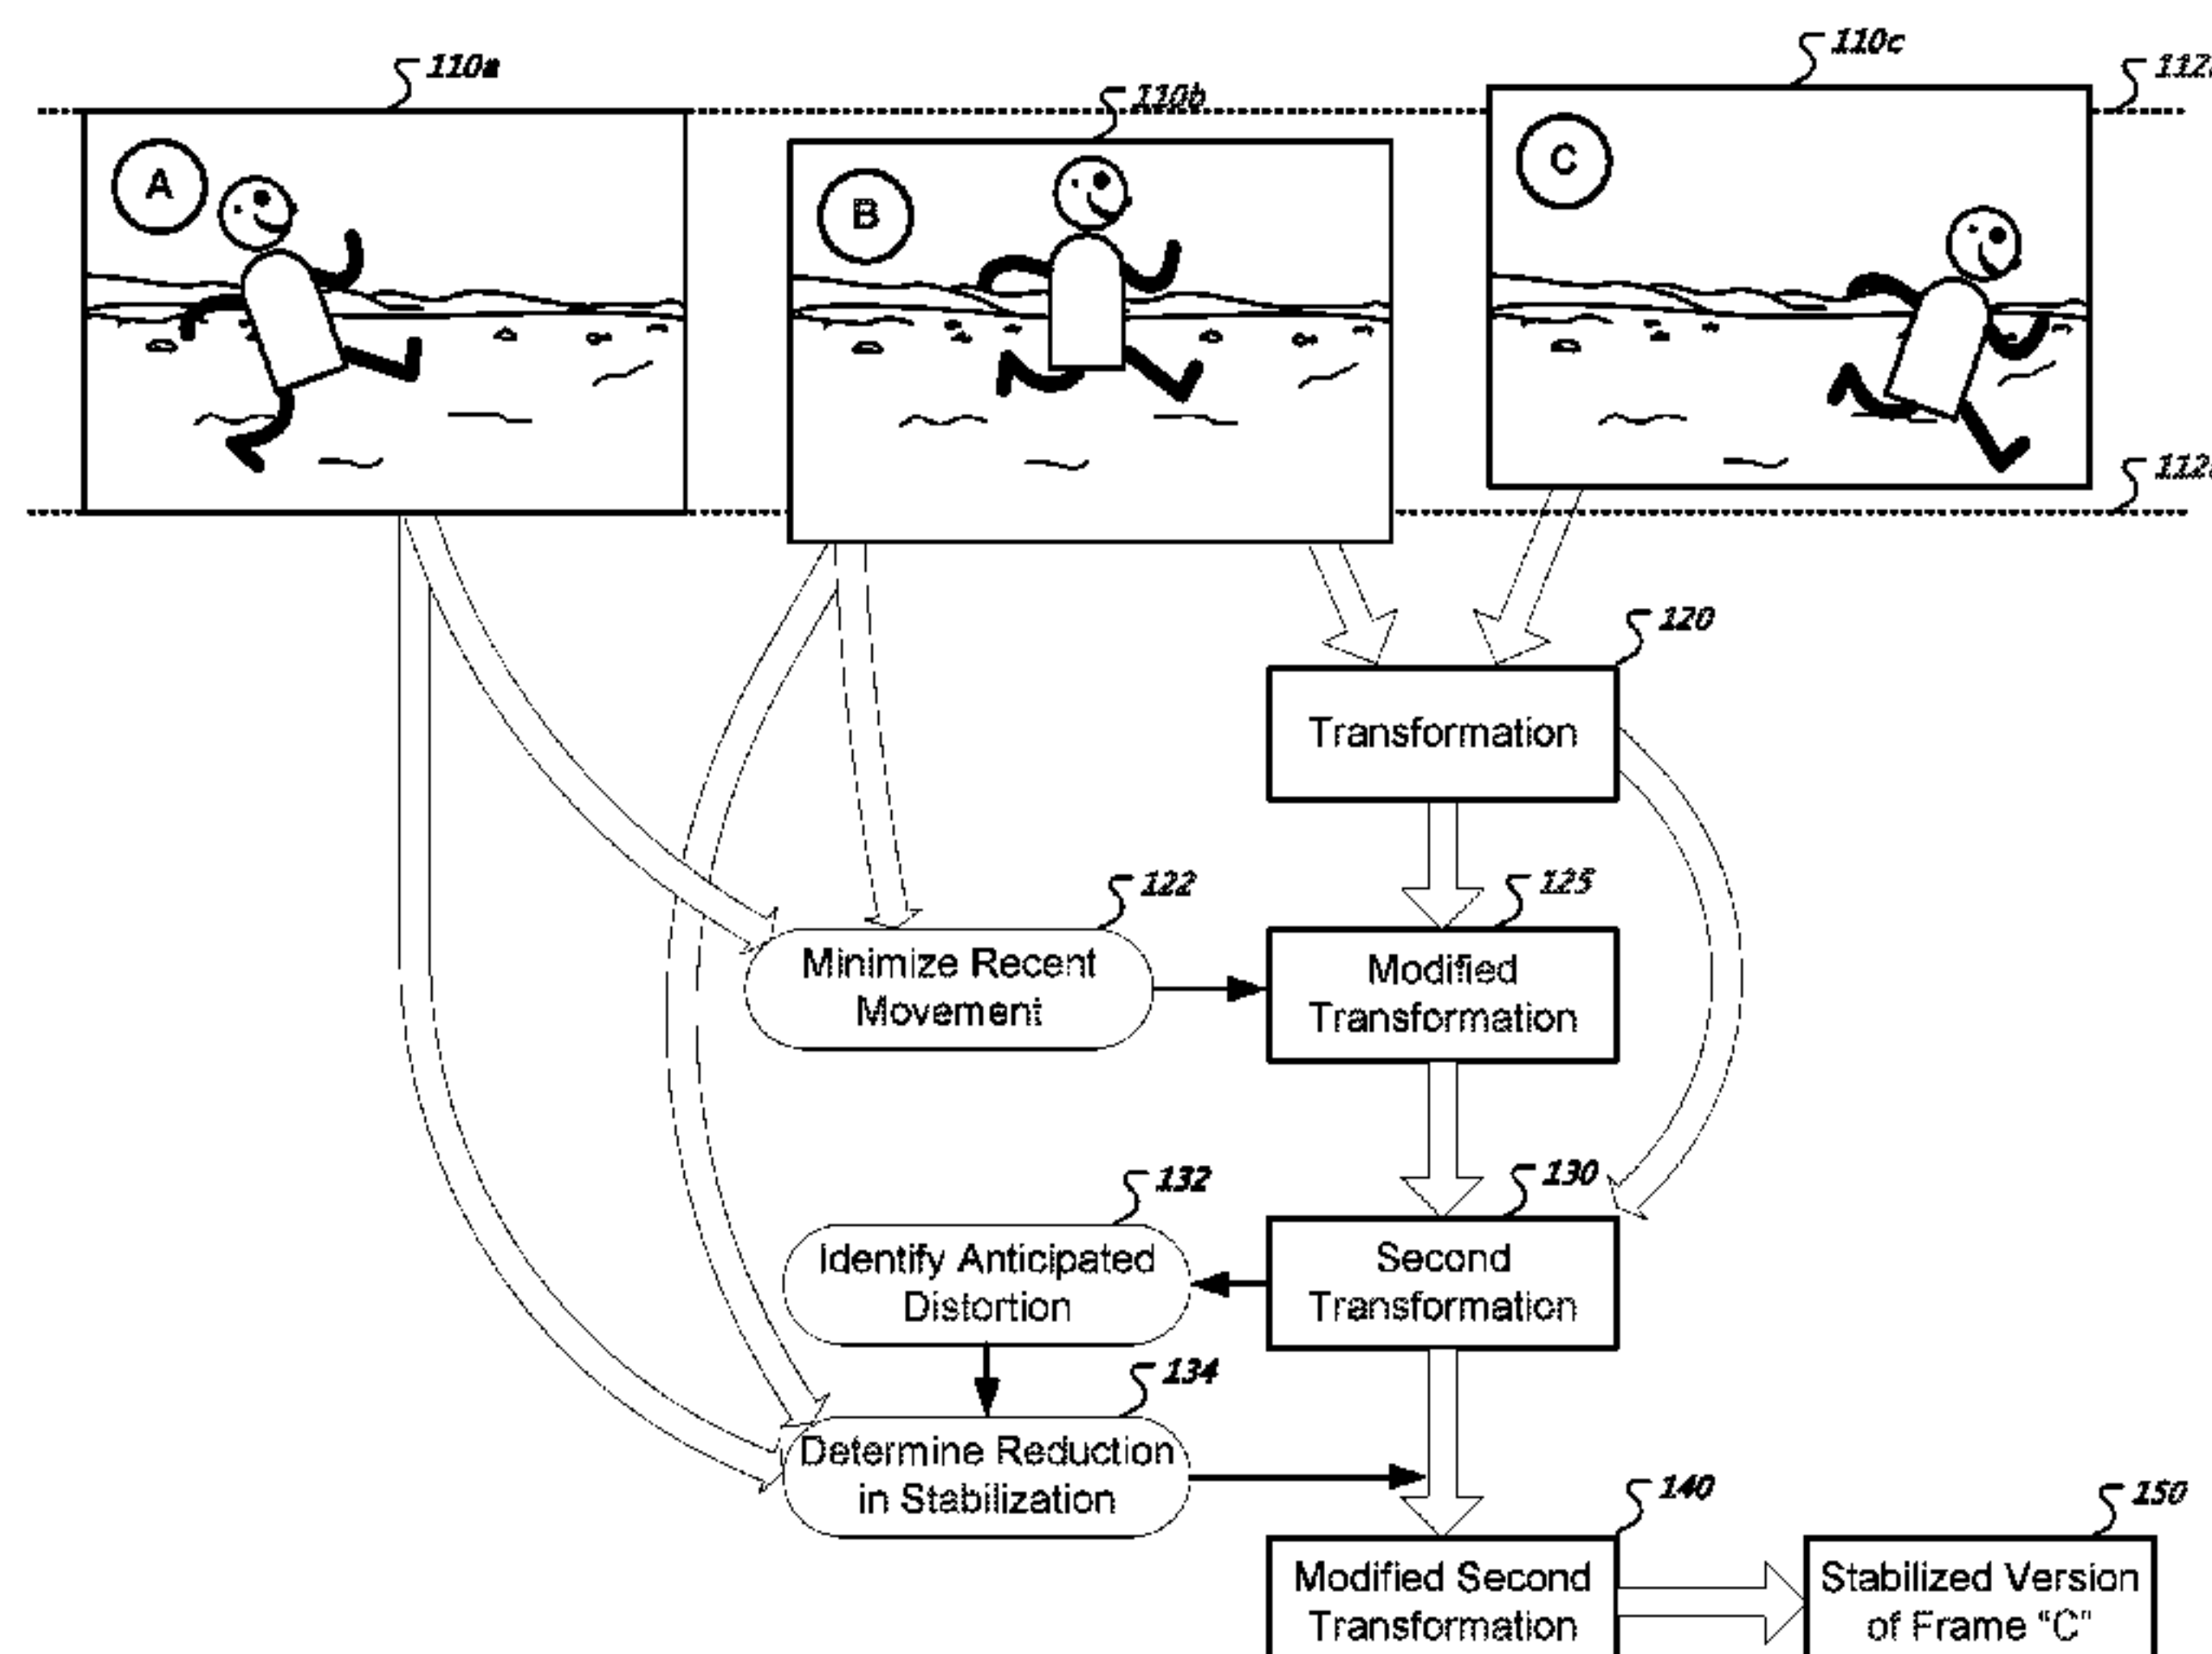 110a
110b
110c
112
A
B
C
112
120
Transformation
122
125
Minimize Recent
Movement
Modified
Transformation
130
132
Identify Anticipated
Distortion
Second
Transformation
134
Determine Reduction
in Stabilization
140
150
Modified Second
Transformation
Stabilized Version
of Frame "C"